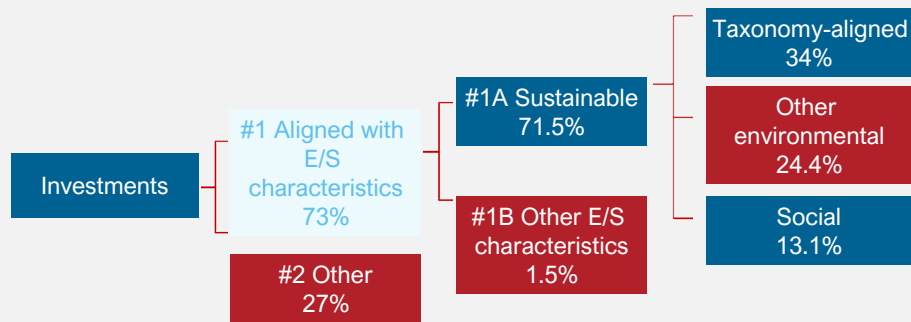 Investments
#1 Aligned with
E/S
characteristics
73%
#2 Other
27%
#1A Sustainable
71.5%
#1B Other E/S
characteristics
1.5%
Taxonomy-aligned
34%
Other
environmental
24.4%
Social
13.1%